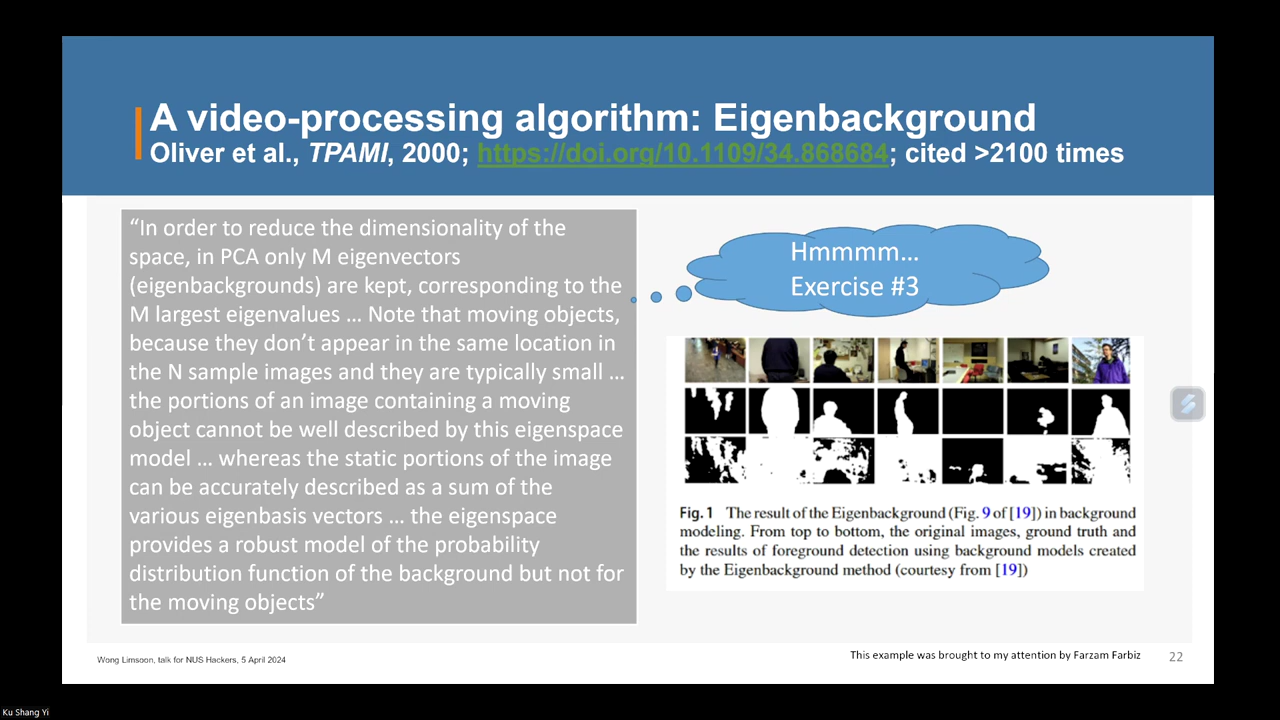 A video-processing algorithm: Eigenbackground
Oliver et al., TPAMI, 2000; https://doi.org/10.1109/34.868684; cited >2100 times
“In order to reduce the dimensionality of the
space, in PCA only M eigenvectors
(eigenbackgrounds) are kept, corresponding to the
M largest eigenvalues … Note that moving objects,
because they don’t appear in the same location in
the N sample images and they are typically small …
the portions of an image containing a moving
object cannot be well described by this eigenspace
model … whereas the static portions of the image
can be accurately described as a sum of the
various eigenbasis vectors … the eigenspace
provides a robust model of the probability
distribution function of the background but not for
the moving objects”
Hmmmm…
Exercise #3
Fig. 1 The result of the Eigenbackground (Fig. 9 of [19]) in background
modeling. From top to bottom, the original images, ground truth and
the results of foreground detection using background models created
by the Eigenbackground method (courtesy from [19])
Wong Limsoon, talk for NUS Hackers, 5 April 2024
This example was brought to my attention by Farzam Farbiz
22
Ku Shang Yi